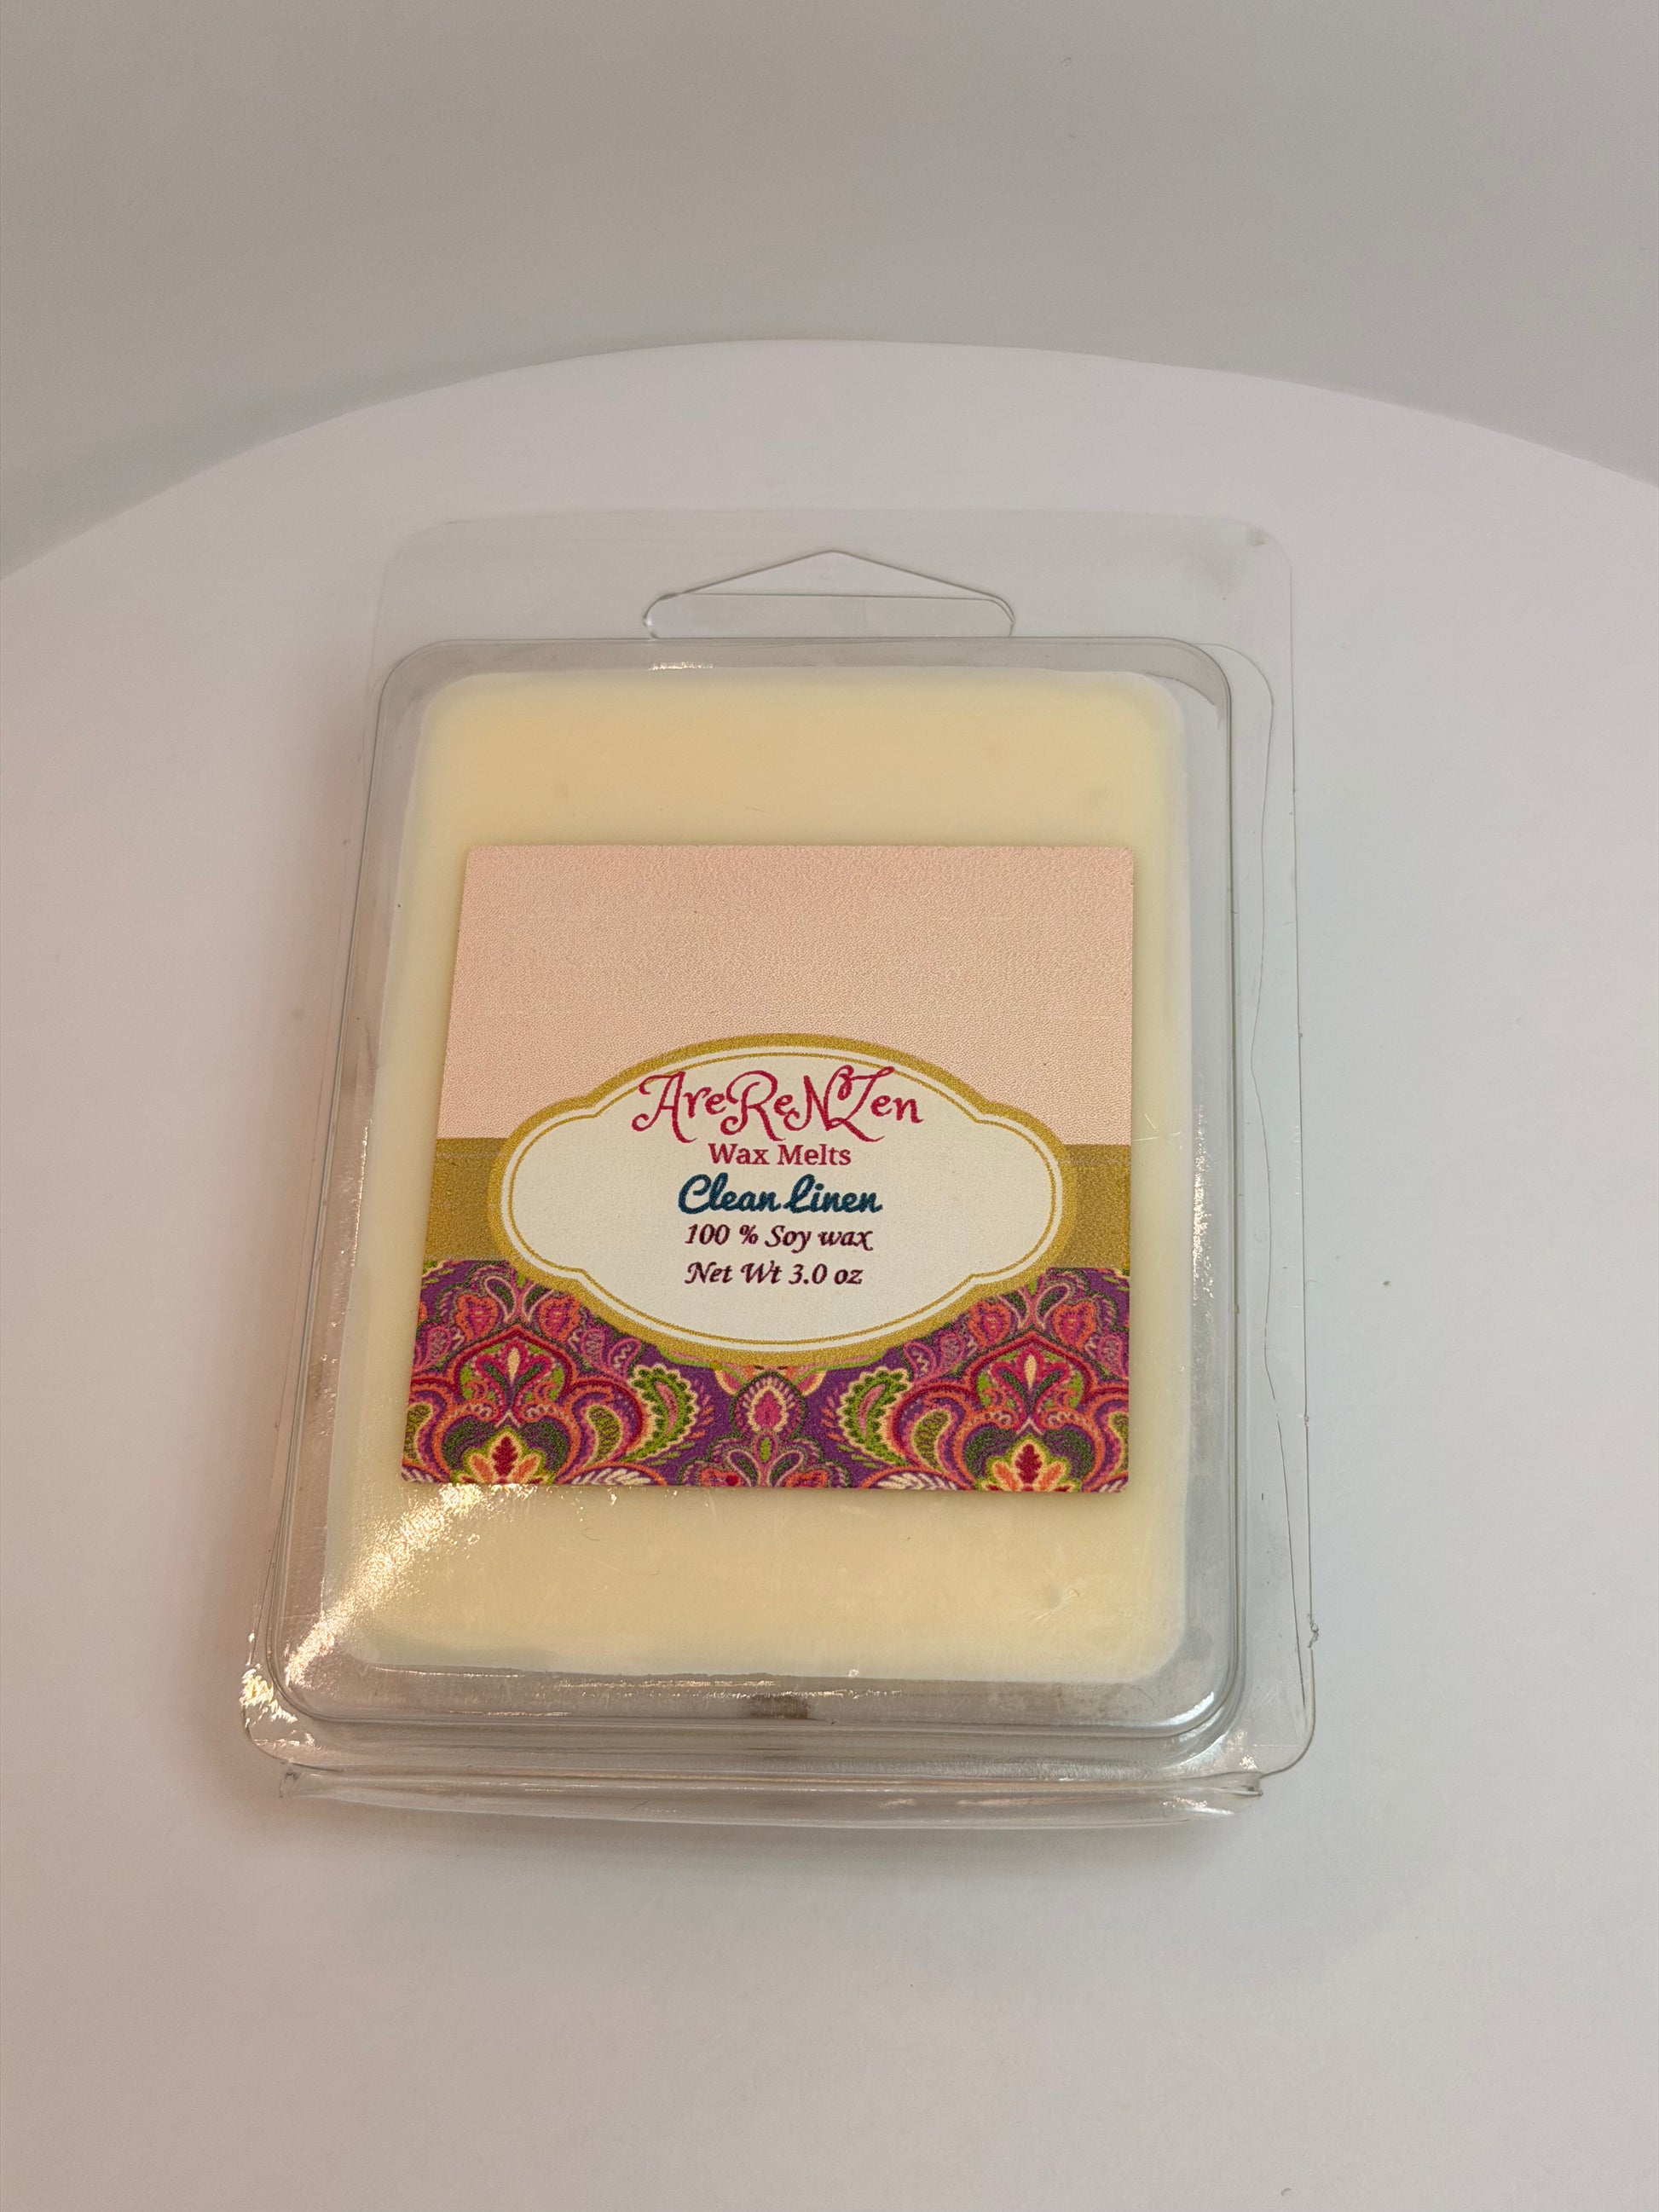 AreReNZen
Wax Melts
Clean Linen
100 % Soy wax
Net Wt 3.0 oz